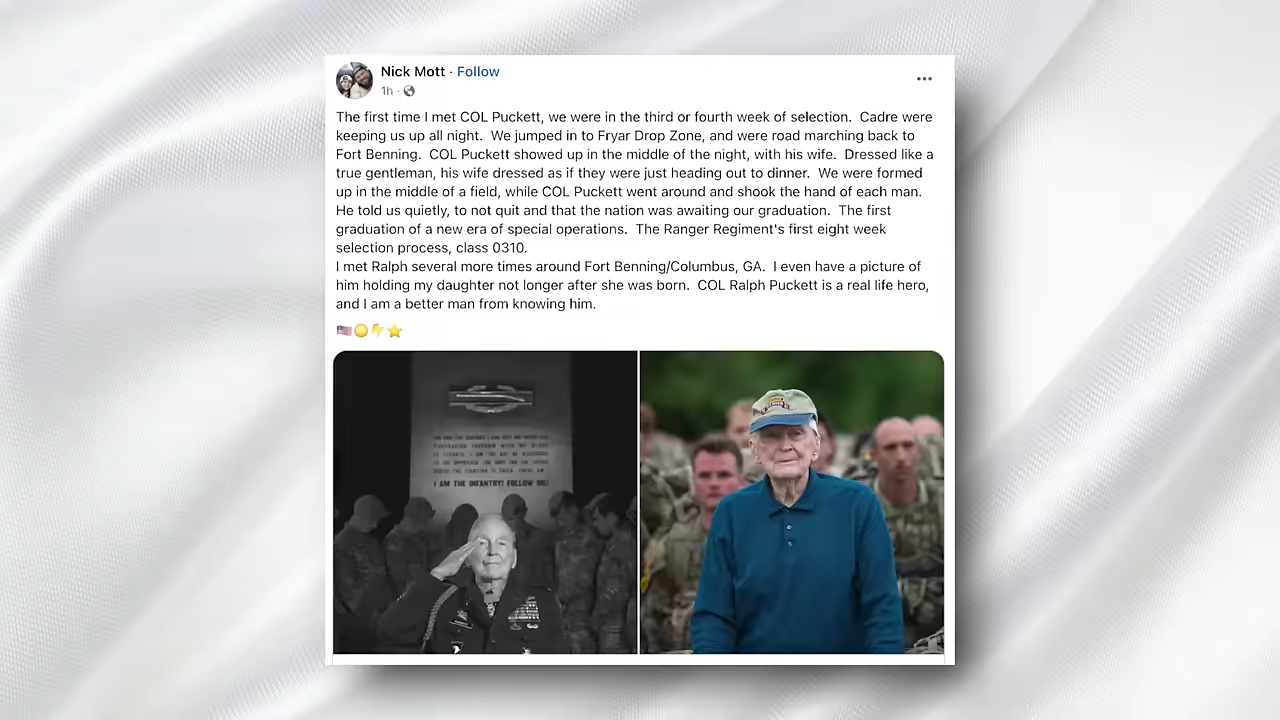 Nick Mott · Follow
1h ·
The first time I met COL Puckett, we were in the third or fourth week of selection. Cadre were
keeping us up all night. We jumped in to Fryar Drop Zone, and were road marching back to
Fort Benning. COL Puckett showed up in the middle of the night, with his wife. Dressed like a
true gentleman, his wife dressed as if they were just heading out to dinner. We were formed
up in the middle of a field, while COL Puckett went around and shook the hand of each man.
He told us quietly, to not quit and that the nation was awaiting our graduation. The first
graduation of a new era of special operations. The Ranger Regiment's first eight week
selection process, class 0310.
I met Ralph several more times around Fort Benning/Columbus, GA. I even have a picture of
him holding my daughter not longer after she was born. COL Ralph Puckett is a real life hero,
and I am a better man from knowing him.
I AM THE INFANTRY! FOLLOW ME!